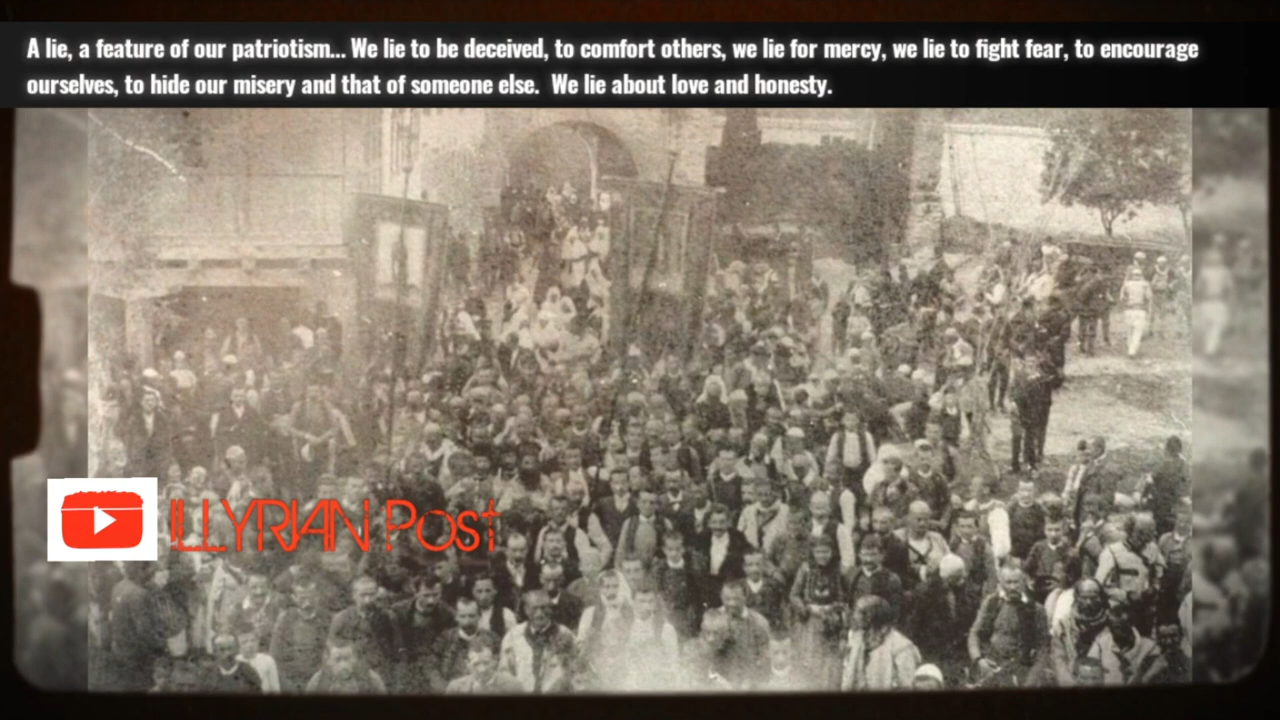 A lie, a feature of our patriotism... We lie to be deceived, to comfort others, we lie for mercy, we lie to fight fear, to encourage
ourselves, to hide our misery and that of someone else.  We lie about love and honesty.
ILLYRIAN Post